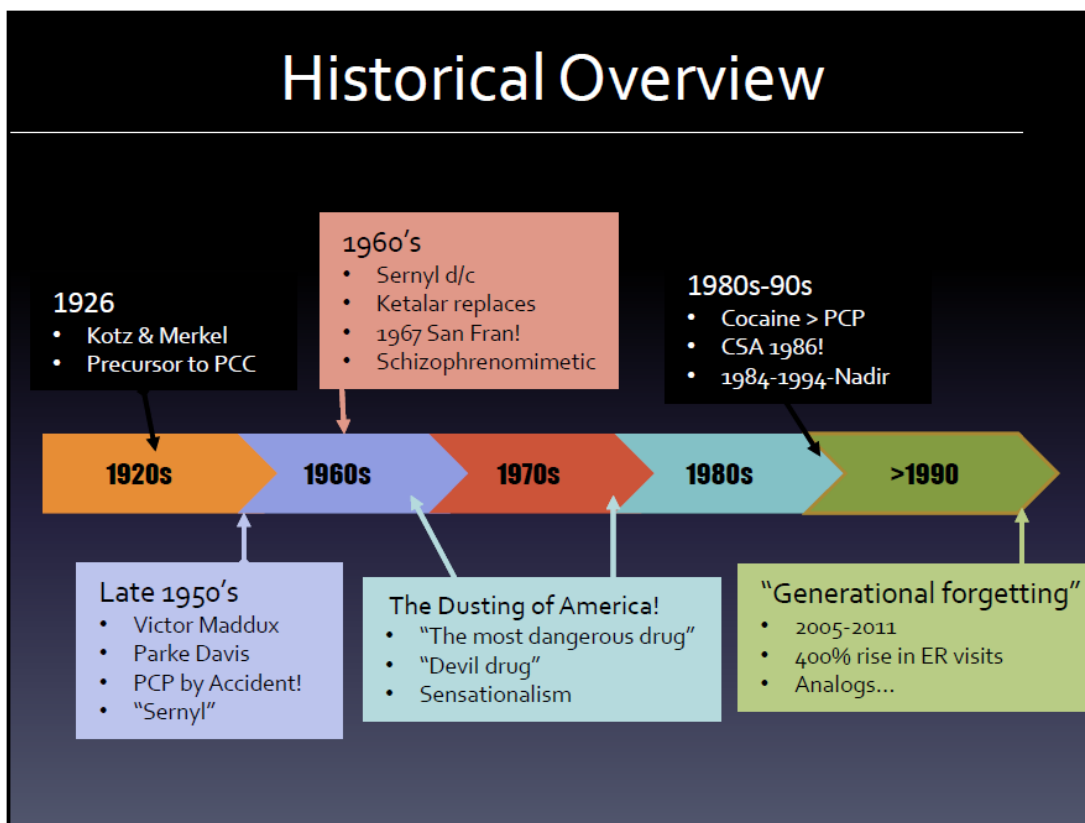 Historical Overview
1960's
• Sernyl d/c
• Ketalar replaces
• 1967 San Fran!
• Schizophrenomimetic
1926
• Kotz & Merkel
• Precursor to PCC
1980s-90s
• Cocaine > PCP
• CSA 1986!
• 1984-1994-Nadir
1920s
1960s
1970s
1980s
>1990
Late 1950's
• Victor Maddux
• Parke Davis
• PCP by Accident!
• "Sernyl"
The Dusting of America!
• "The most dangerous drug"
• "Devil drug"
• Sensationalism
"Generational forgetting"
• 2005-2011
• 400% rise in ER visits
• Analogs...